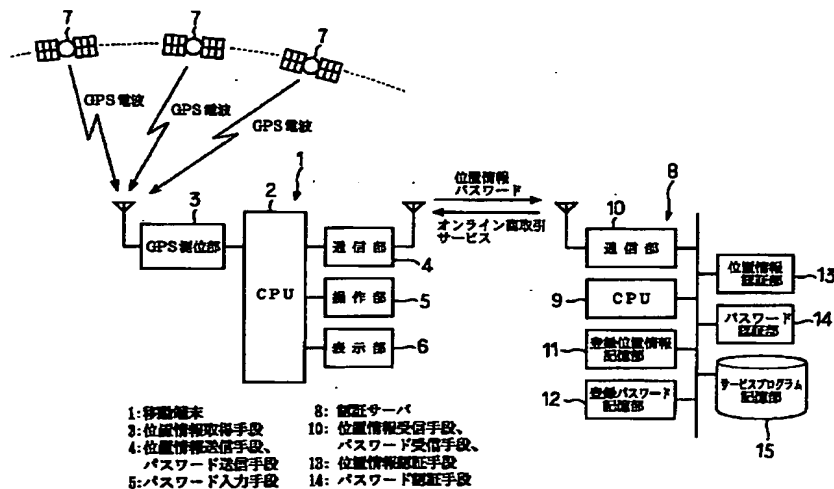 7
7
7
GPS電波
GPS電波
GPS電波
1
2
3
GPS測位部
CPU
通信部
4
操作部
5
表示部
6
位置情報
パスワード
オンライン商取引
サービス
8
10
通信部
9
CPU
11
登録位置情報
記憶部
12
登録パスワード
記憶部
位置情報
認証部
13
パスワード
認証部
14
サービスプログラム
記憶部
15
1:移動端末
3:位置情報取得手段
4:位置情報送信手段、
パスワード送信手段
5:パスワード入力手段
8:認証サーバ
10:位置情報受信手段、
パスワード受信手段
13:位置情報認証手段
14:パスワード認証手段